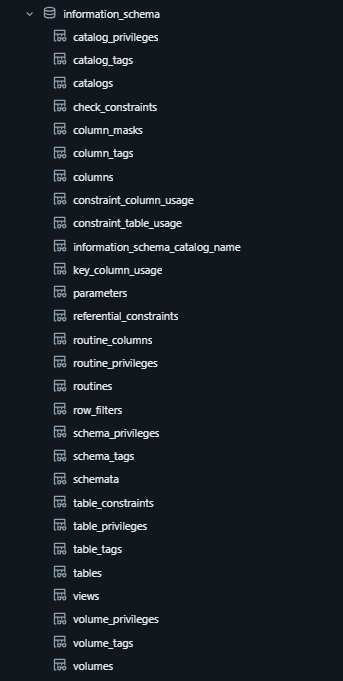 information_schema
catalog_privileges
catalog_tags
catalogs
check_constraints
column_masks
column_tags
columns
constraint_column_usage
constraint_table_usage
information_schema_catalog_name
key_column_usage
parameters
referential_constraints
routine_columns
routine_privileges
routines
row_filters
schema_privileges
schema_tags
schemata
table_constraints
table_privileges
table_tags
tables
views
volume_privileges
volume_tags
volumes